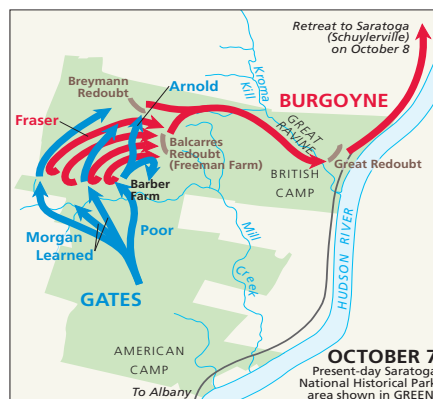 Retreat to Saratoga
(Schuylerville)
on October 8
Kroma
Kill
Breymann
Redoubt
Arnold
BURGOYNE
Fraser
GREAT
RAVINE
Balcarres
Redoubt
(Freeman Farm)
Great Redoubt
BRITISH
CAMP
Barber
Farm
Morgan
Learned
Poor
Mill
Creek
HUDSON RIVER
GATES
AMERICAN
CAMP
To Albany
OCTOBER 7
Present-day Saratoga
National Historical Park
area shown in GREEN